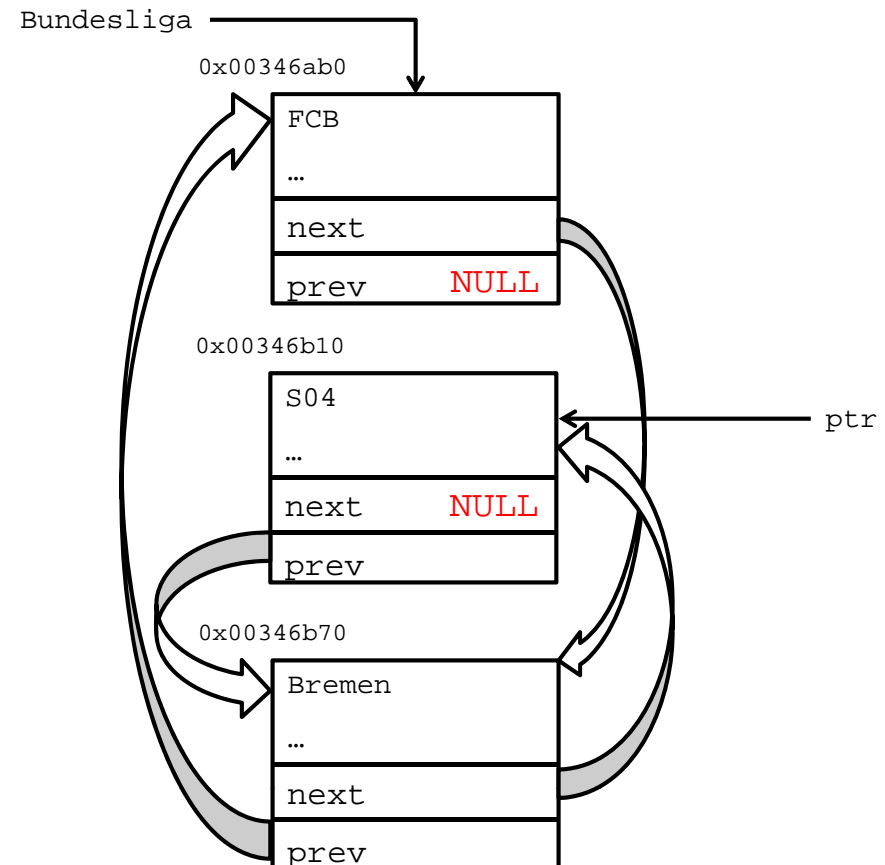 Bundesliga
0x00346ab0
FCB
…
next
prev NULL
0x00346b10
S04
ptr
…
next NULL
prev
0x00346b70
Bremen
…
next
prev